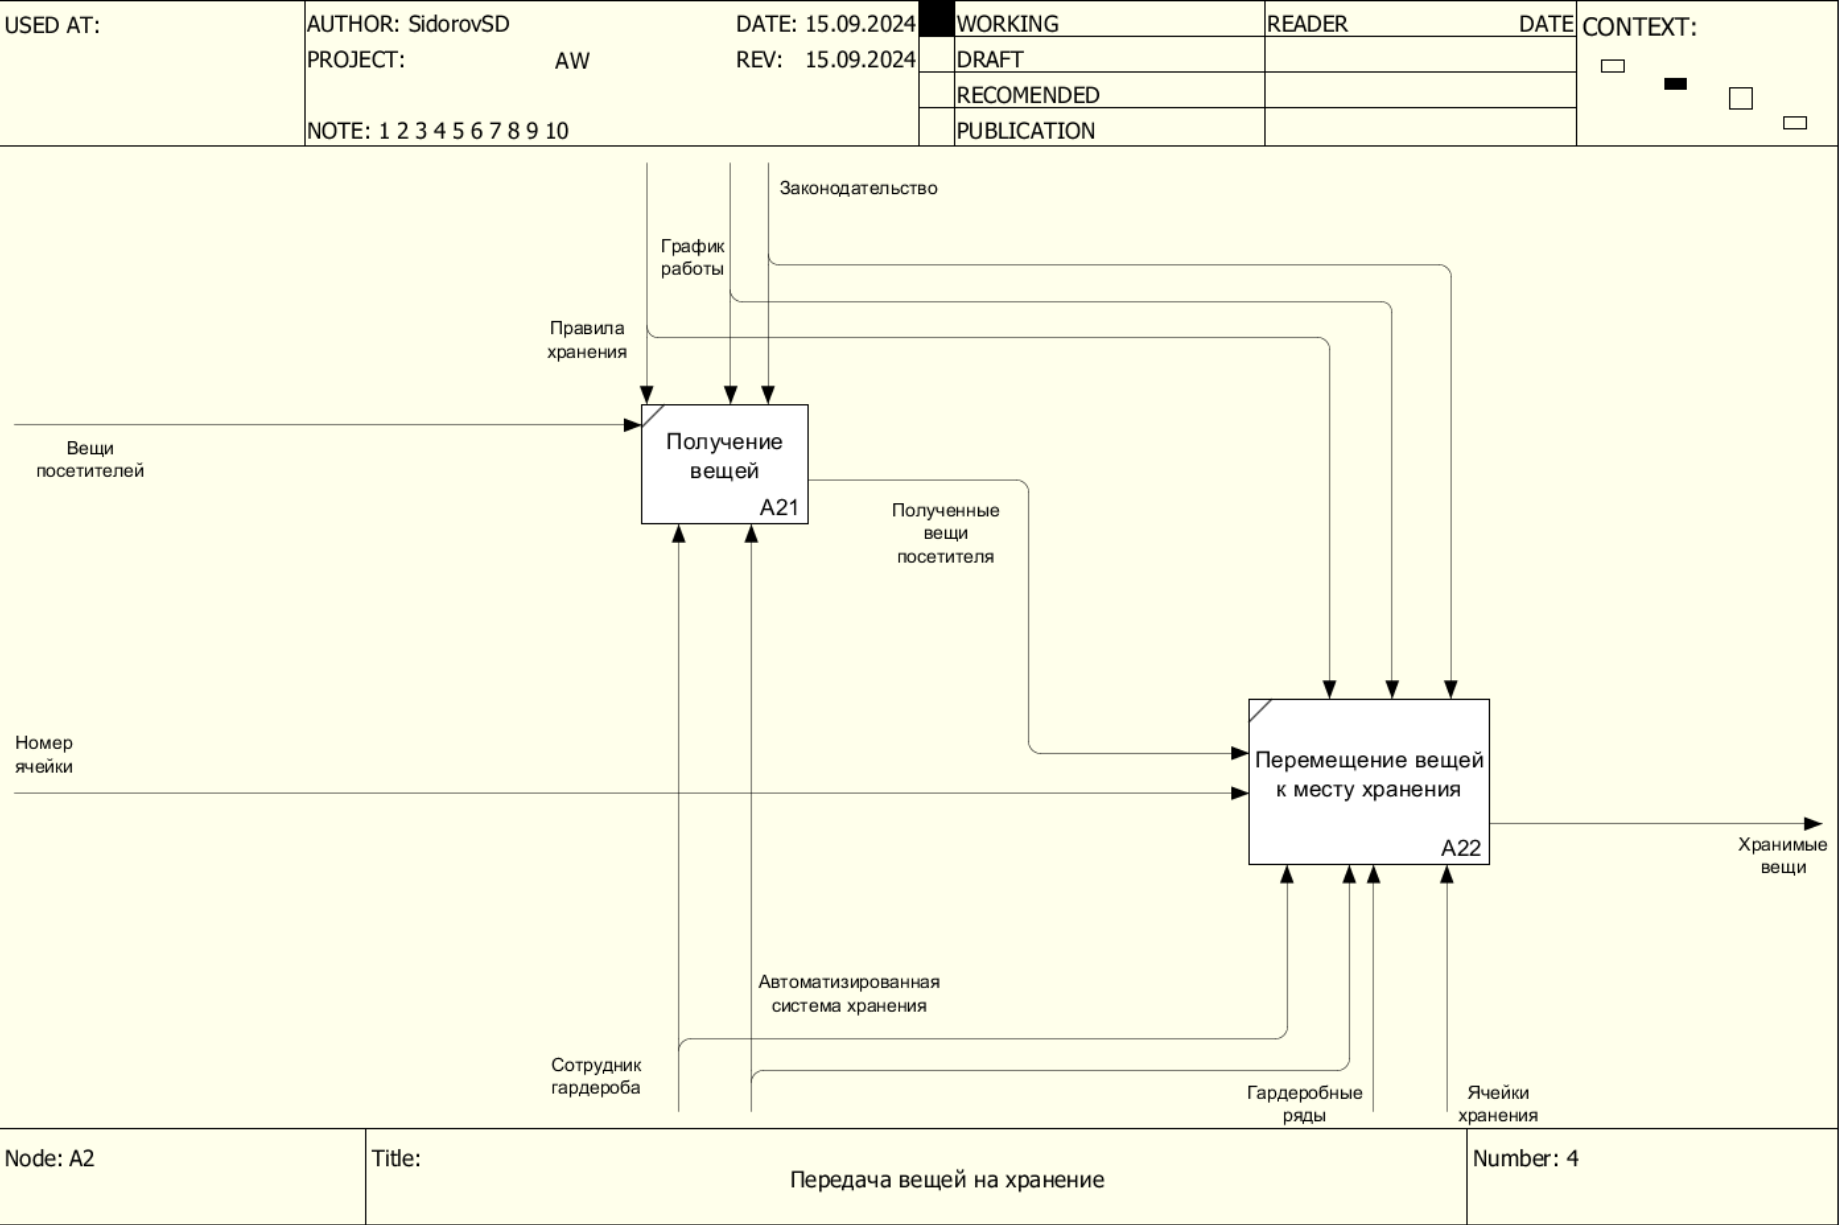 USED AT:
AUTHOR: SidorovSD
DATE: 15.09.2024
PROJECT: AW
REV: 15.09.2024
NOTE: 1 2 3 4 5 6 7 8 9 10
WORKING
DRAFT
RECOMENDED
PUBLICATION
READER DATE
CONTEXT:
Законодательство
График
работы
Правила
хранения
Вещи
посетителей
Получение
вещей
A21
Полученные
вещи
посетителя
Номер
ячейки
Перемещение вещей
к месту хранения
A22
Хранимые
вещи
Автоматизированная
система хранения
Сотрудник
гардероба
Гардеробные
ряды
Ячейки
хранения
Node: A2
Title:
Передача вещей на хранение
Number: 4